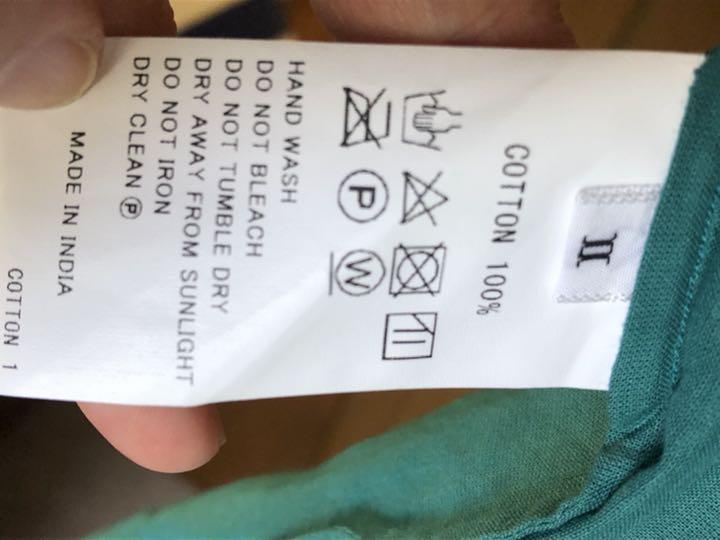 II
COTTON 100%
P
W
HAND WASH
DO NOT BLEACH
DO NOT TUMBLE DRY
DRY AWAY FROM SUNLIGHT
DO NOT IRON
DRY CLEAN Ⓟ
MADE IN INDIA
COTTON 1